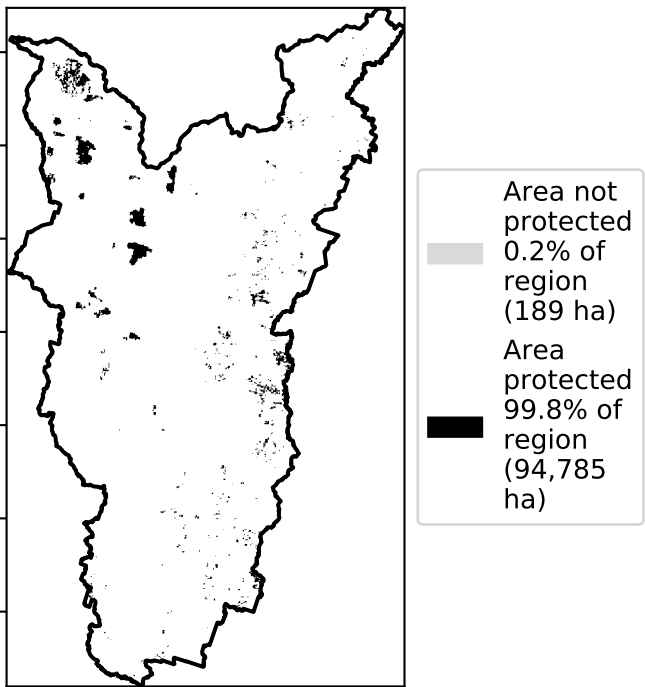 Area not
protected
0.2% of
region
(189 ha)
Area
protected
99.8% of
region
(94,785
ha)